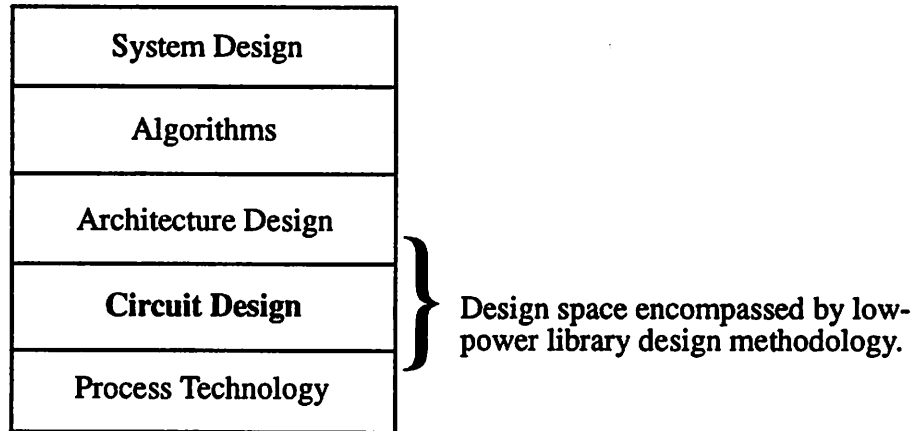 System Design
Algorithms
Architecture Design
Circuit Design
Process Technology
Design space encompassed by low-
power library design methodology.